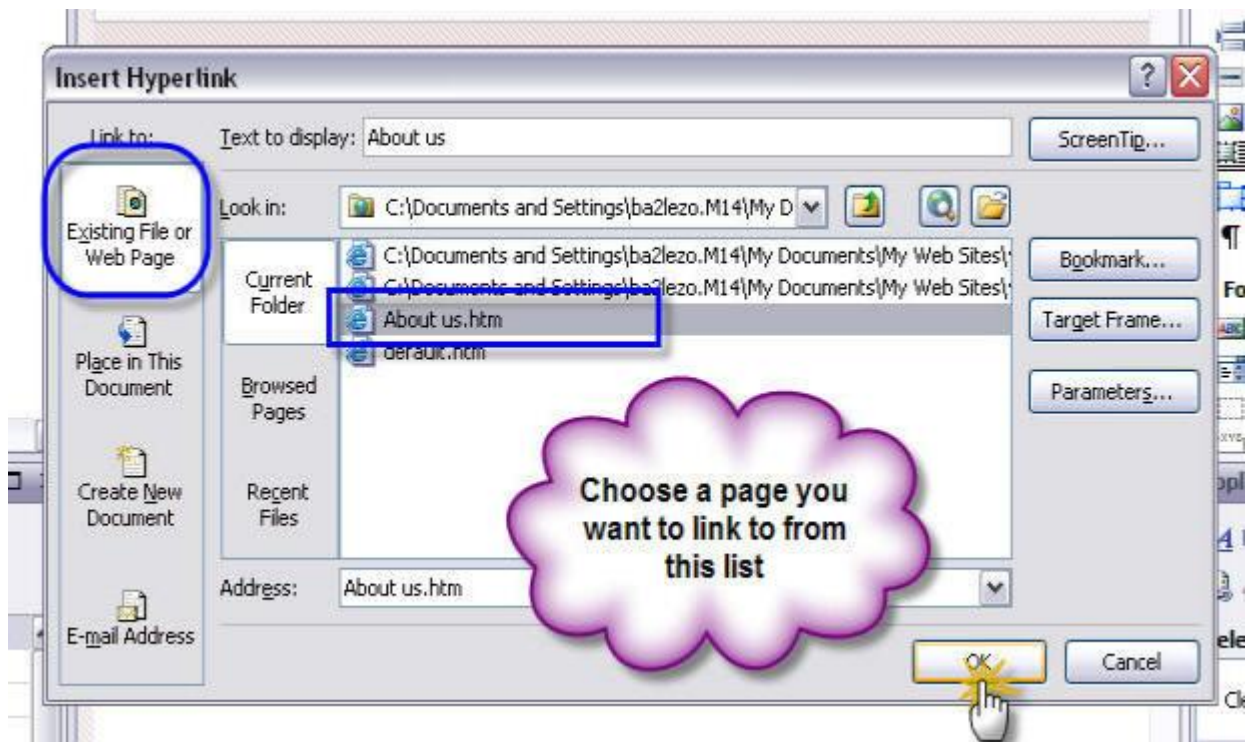 Insert Hyperlink
Link to:
Text to display: About us
ScreenTip...
Existing File or
Web Page
Look in:
C:\Documents and Settings\ba2lezo.M14\My D
Current
Folder
C:\Documents and Settings\ba2lezo.M14\My Documents\My Web Sites\
C:\Documents and Settings\ba2lezo.M14\My Documents\My Web Sites\
About us.htm
default.htm
Bookmark...
Target Frame...
Parameters...
Place in This
Document
Browsed
Pages
Create New
Document
Recent
Files
Choose a page you
want to link to from
this list
Address:
About us.htm
E-mail Address
OK
Cancel